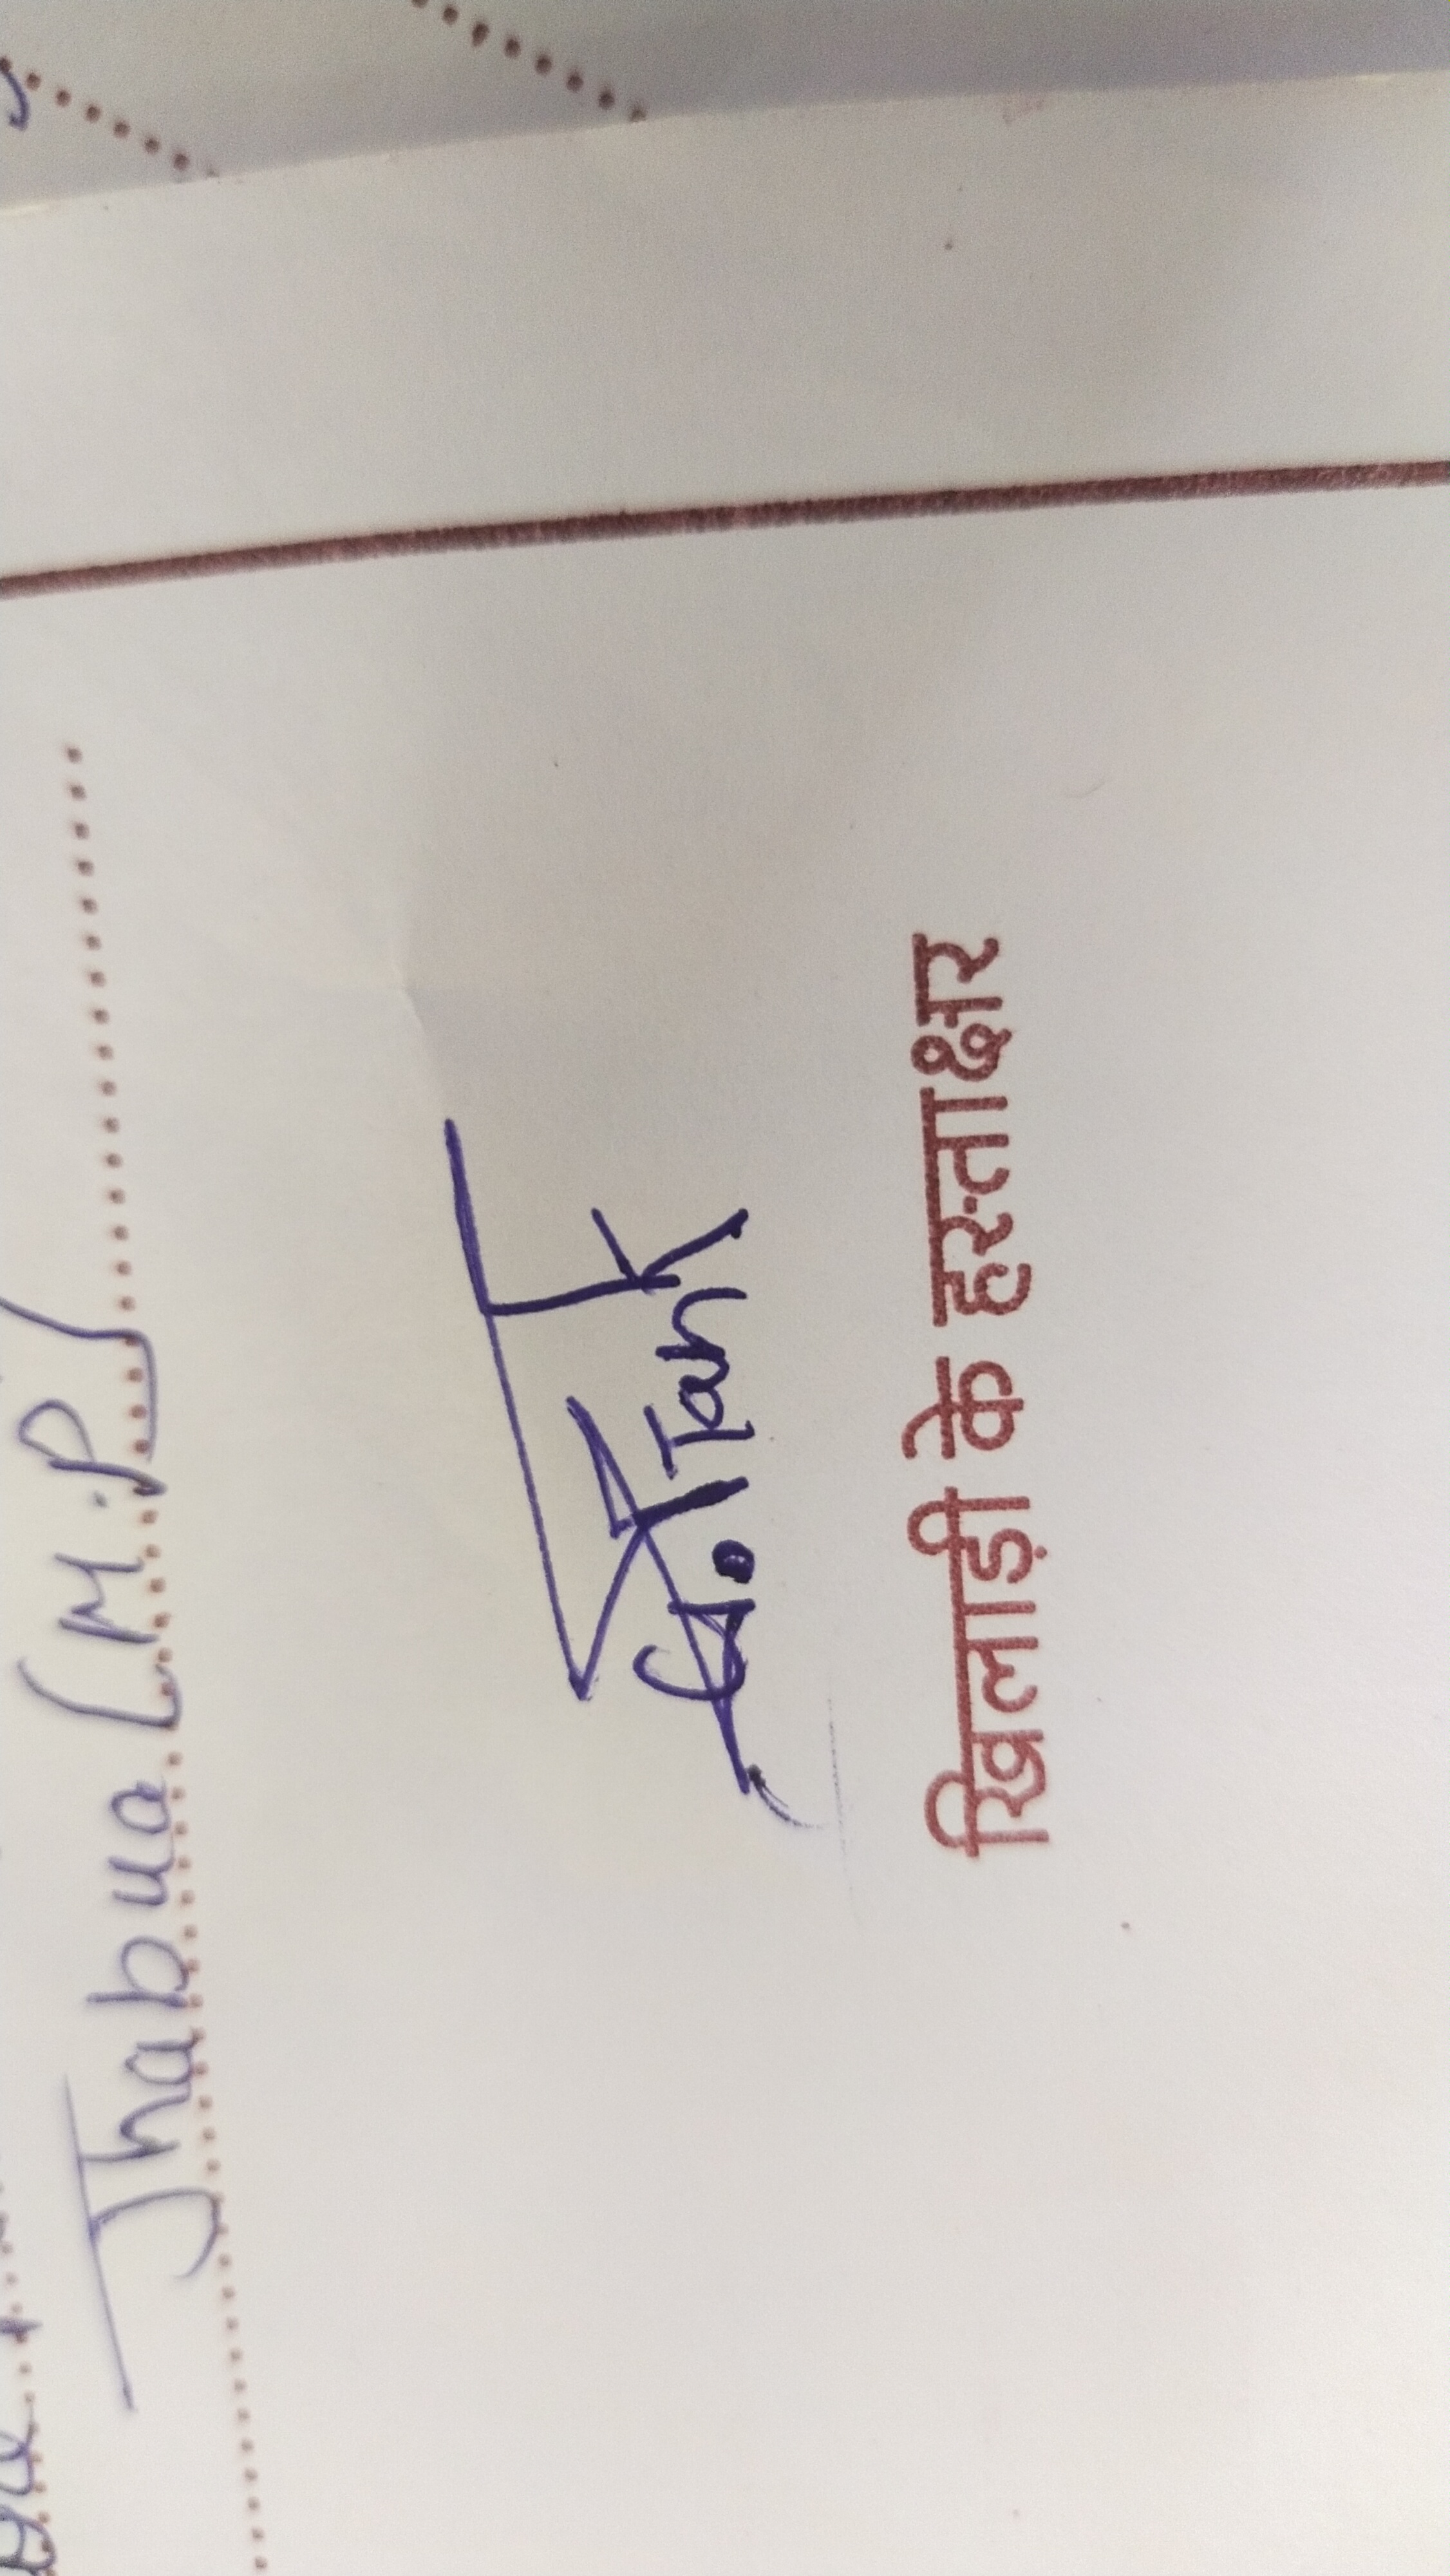 Jhabua (M.P)
G. Tank
खिलाड़ी के हस्ताक्षर